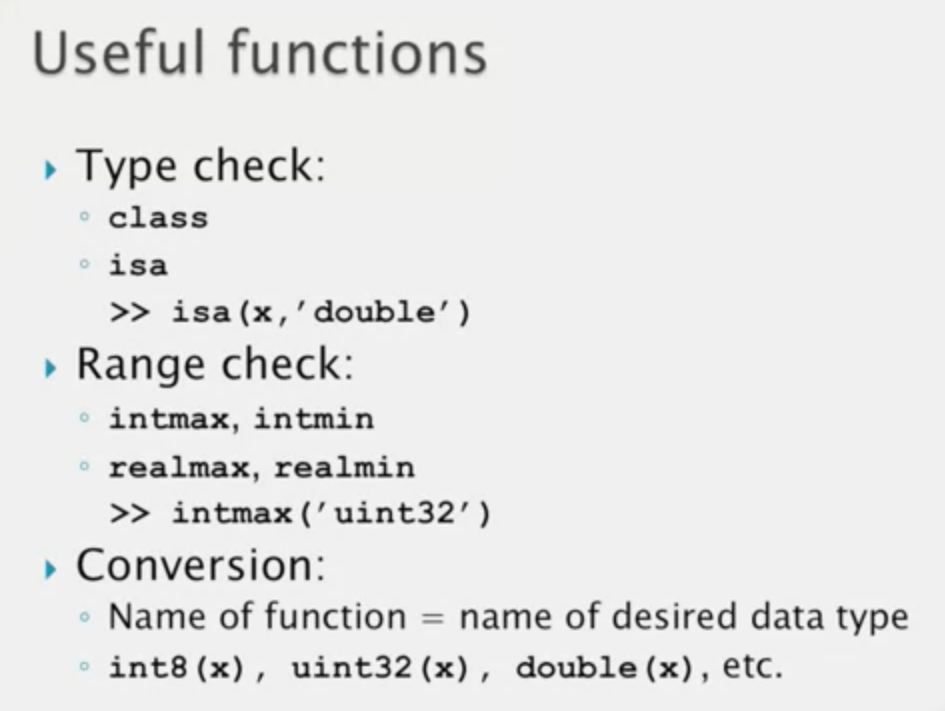 Useful functions
Type check:
class
isa
>> isa(x,'double')
Range check:
intmax, intmin
realmax, realmin
>> intmax('uint32')
Conversion:
Name of function = name of desired data type
int8(x), uint32(x), double(x), etc.